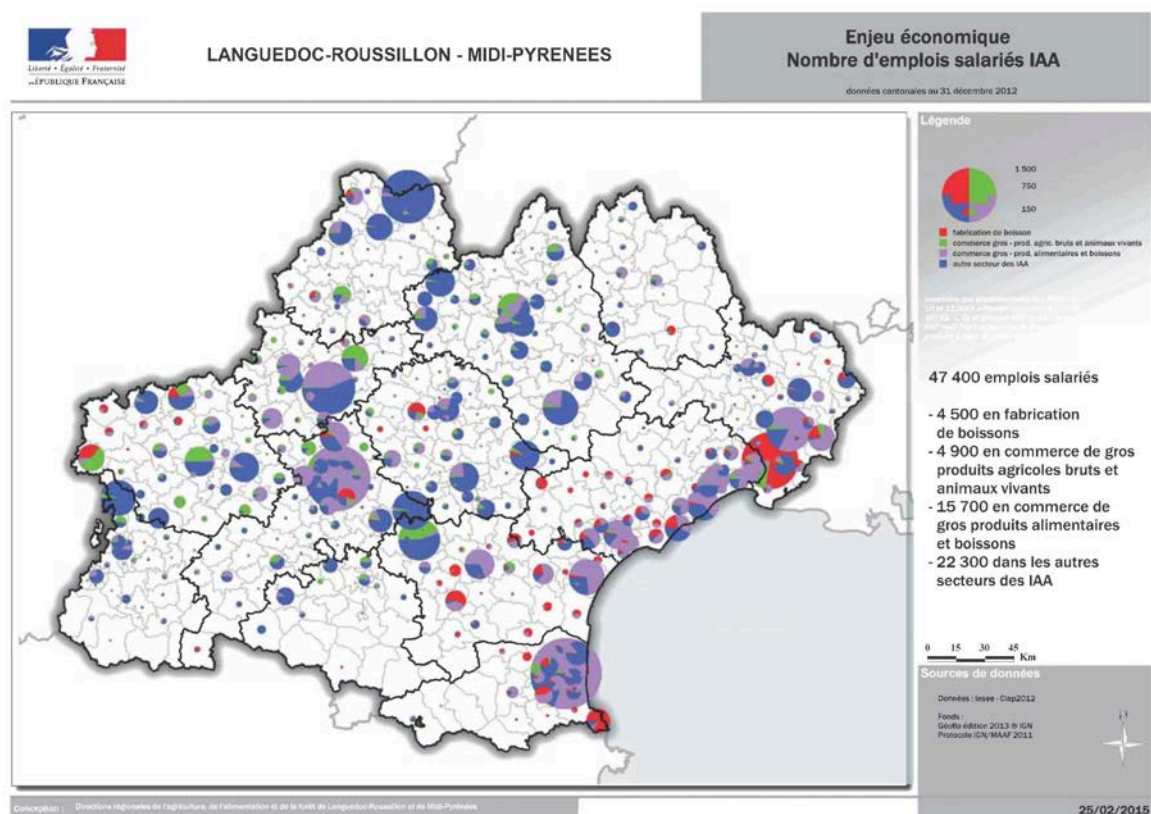 Liberté • Égalité • Fraternité
RÉPUBLIQUE FRANÇAISE
LANGUEDOC-ROUSSILLON - MIDI-PYRENEES
Enjeu économique
Nombre d'emplois salariés IAA
données cantonales au 31 décembre 2012
Légende
1 500
750
150
fabrication de boisson
commerce gros - prod. agric. bruts et animaux vivants
commerce gros - prod. alimentaires et boissons
autre secteur des IAA
47 400 emplois salariés
- 4 500 en fabrication
de boissons
- 4 900 en commerce de gros
produits agricoles bruts et
animaux vivants
- 15 700 en commerce de
gros produits alimentaires
et boissons
- 22 300 dans les autres
secteurs des IAA
0 15 30 45
Km
Sources de données
Données : Insee - Clap2012
Fonds :
Géofla édition 2013 ® IGN
Protocole IGN/MAAF 2011
N
Conception : Directions régionales de l'agriculture, de l'alimentation et de la forêt de Languedoc-Roussillon et de Midi-Pyrénées
25/02/2015